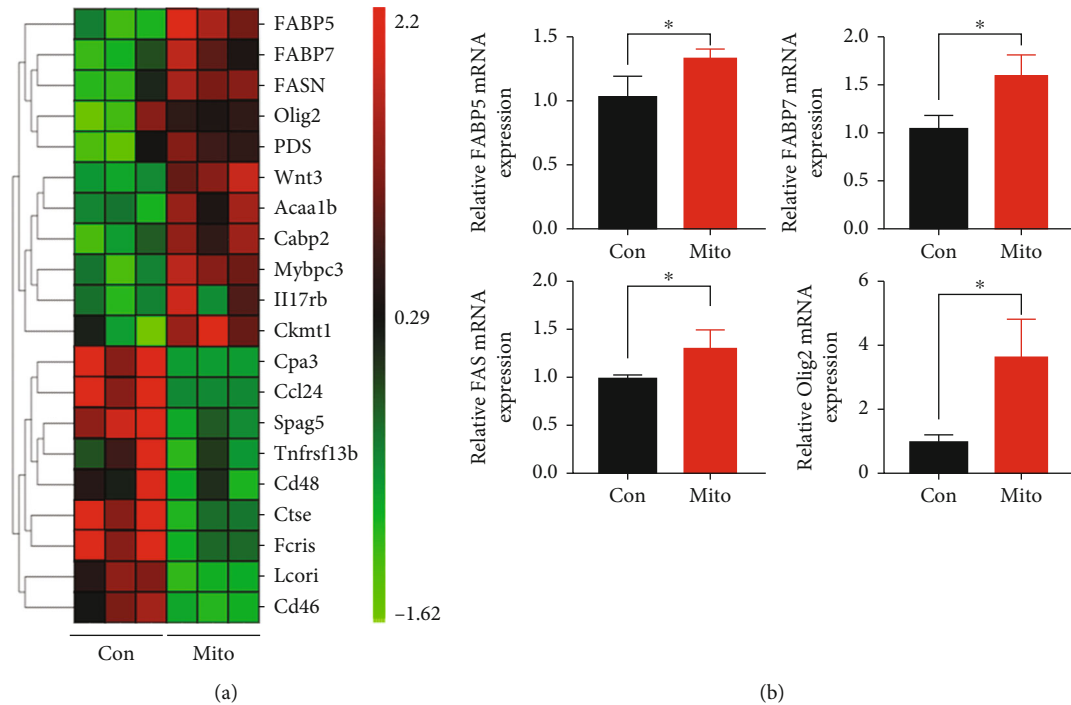 FABP5
FABP7
FASN
Olig2
PDS
Wnt3
Acaa1b
Cabp2
Mybpc3
Il17rb
Ckmt1
Cpa3
Ccl24
Spag5
Tnfrsf13b
Cd48
Ctse
Fcris
Lcori
Cd46
Con
Mito
2.2
0.29
−1.62
(a)
Relative FABP5 mRNA
expression
1.5
1.0
0.5
0.0
*
Con
Mito
Relative FABP7 mRNA
expression
2.0
1.5
1.0
0.5
0.0
*
Con
Mito
Relative FAS mRNA
expression
2.0
1.5
1.0
0.5
0.0
*
Con
Mito
Relative Olig2 mRNA
expression
6
4
2
0
*
Con
Mito
(b)